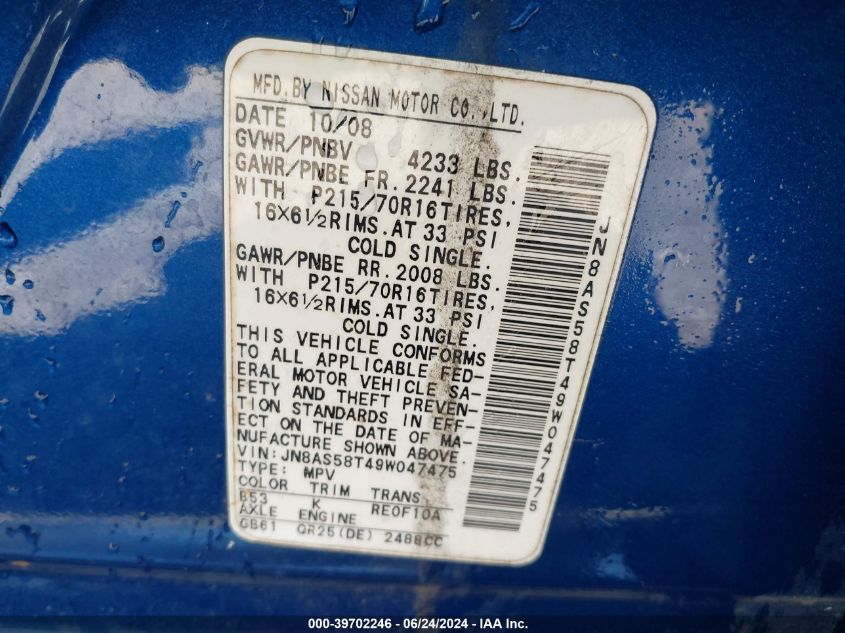 MFD. BY NISSAN MOTOR CO., LTD.
DATE 10/08
GVWR/PNBV 4233 LBS.
GAWR/PNBE FR. 2241 LBS.
WITH P215/70R16TIRES,
16×6½RIMS. AT 33 PSI
COLD SINGLE.
GAWR/PNBE RR. 2008 LBS.
WITH P215/70R16TIRES,
16×6½RIMS. AT 33 PSI
COLD SINGLE.
THIS VEHICLE CONFORMS
TO ALL APPLICABLE FED-
ERAL MOTOR VEHICLE SA-
FETY AND THEFT PREVEN-
TION STANDARDS IN EFF-
ECT ON THE DATE OF MA-
NUFACTURE SHOWN ABOVE.
VIN: JN8AS58T49W047475
TYPE: MPV
COLOR TRIM TRANS
B53 K RE0F10A
AXLE ENGINE
GB61 QR25(DE) 2488CC
JN8AS58T49W047475
000-39702246 - 06/24/2024 - IAA Inc.